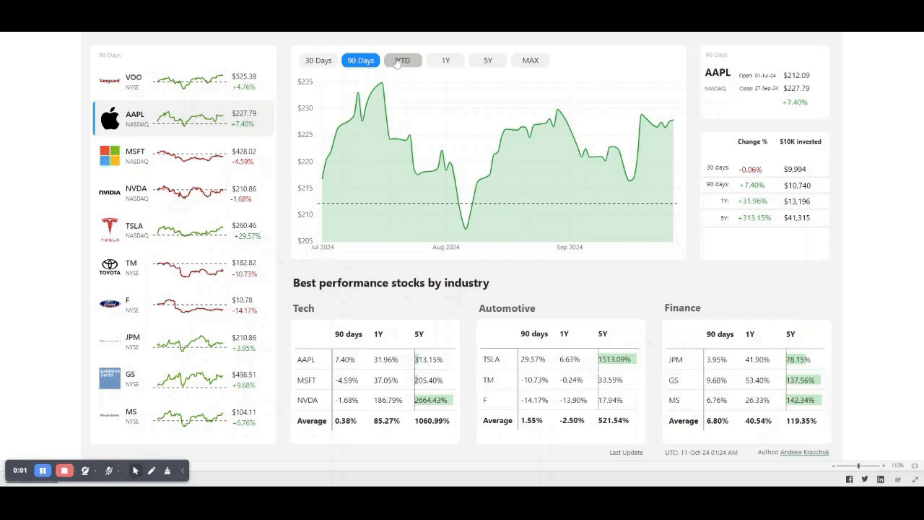 90 Days
Vanguard VOO $525.38
+4.76%
AAPL $227.79
NASDAQ +7.40%
MSFT $428.02
NASDAQ -4.59%
NVIDIA NVDA $210.86
NASDAQ -1.68%
TESLA TSLA $260.46
NYSE +29.57%
TOYOTA TM $182.82
NYSE -10.73%
Ford F $10.78
NYSE -14.17%
JPM $210.86
NYSE +3.95%
GS $498.51
NYSE +9.68%
MS $104.11
NYSE +6.76%
30 Days 90 Days YTD 1Y 5Y MAX
$235
$230
$225
$220
$215
$210
$205
Jul 2024 Aug 2024 Sep 2024
90 Days
AAPL Open: 01-Jul-24 $212.09
NASDAQ Close: 27-Sep-24 $227.79
+7.40%
Change % $10K invested
30 days: -0.06% $9,994
90 days: +7.40% $10,740
1Y: +31.96% $13,196
5Y: +313.15% $41,315
Best performance stocks by industry
Tech
90 days 1Y 5Y
AAPL 7.40% 31.96% 313.15%
MSFT -4.59% 37.05% 205.40%
NVDA -1.68% 186.79% 2664.43%
Average 0.38% 85.27% 1060.99%
Automotive
90 days 1Y 5Y
TSLA 29.57% 6.63% 1513.09%
TM -10.73% -0.24% 33.59%
F -14.17% -13.90% 17.94%
Average 1.55% -2.50% 521.54%
Finance
90 days 1Y 5Y
JPM 3.95% 41.90% 78.15%
GS 9.68% 53.40% 137.56%
MS 6.76% 26.33% 142.34%
Average 6.80% 40.54% 119.35%
Last Update UTC: 11-Oct-24 01:24 AM Author: Andrew Kravchuk
0:01
110%